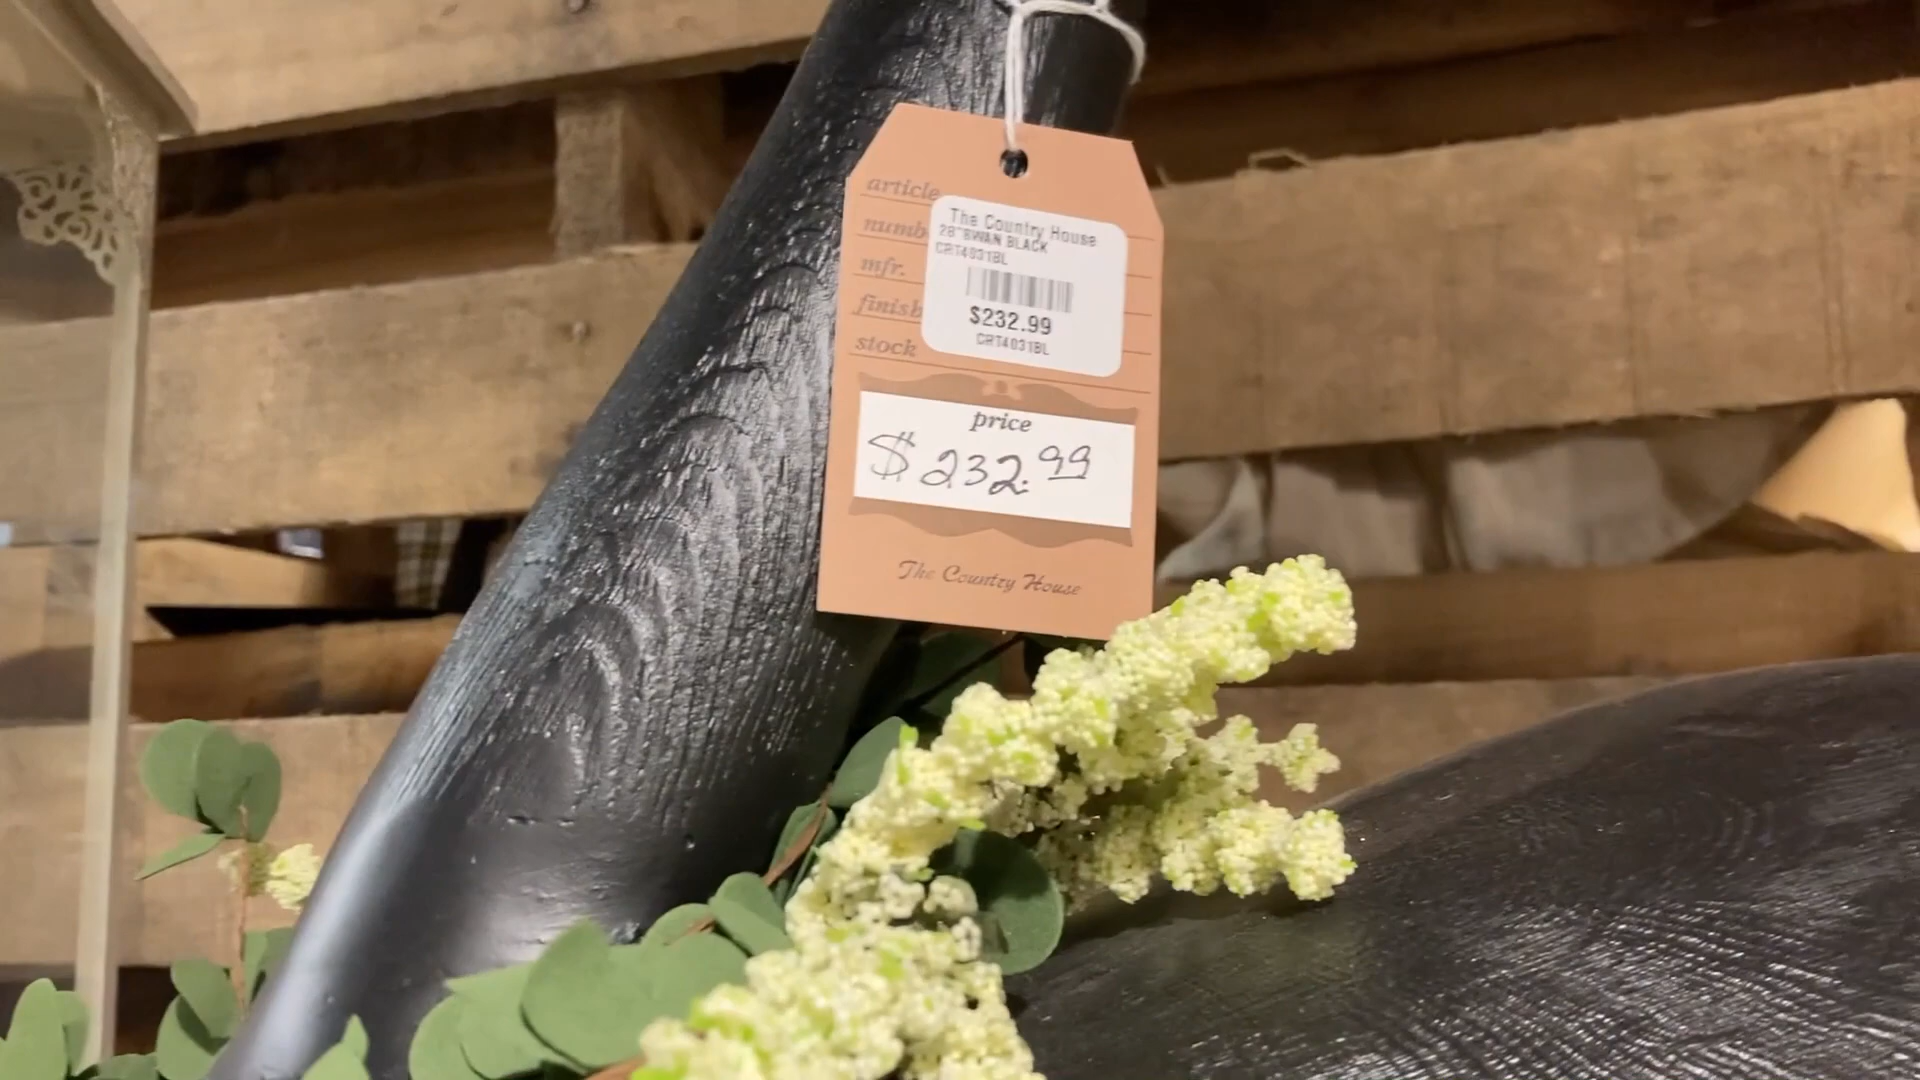 article
numb
mfr.
finish
stock
The Country House
28"SWAN BLACK
CRT4031BL
$232.99
CRT4031BL
price
$ 232.99
The Country House